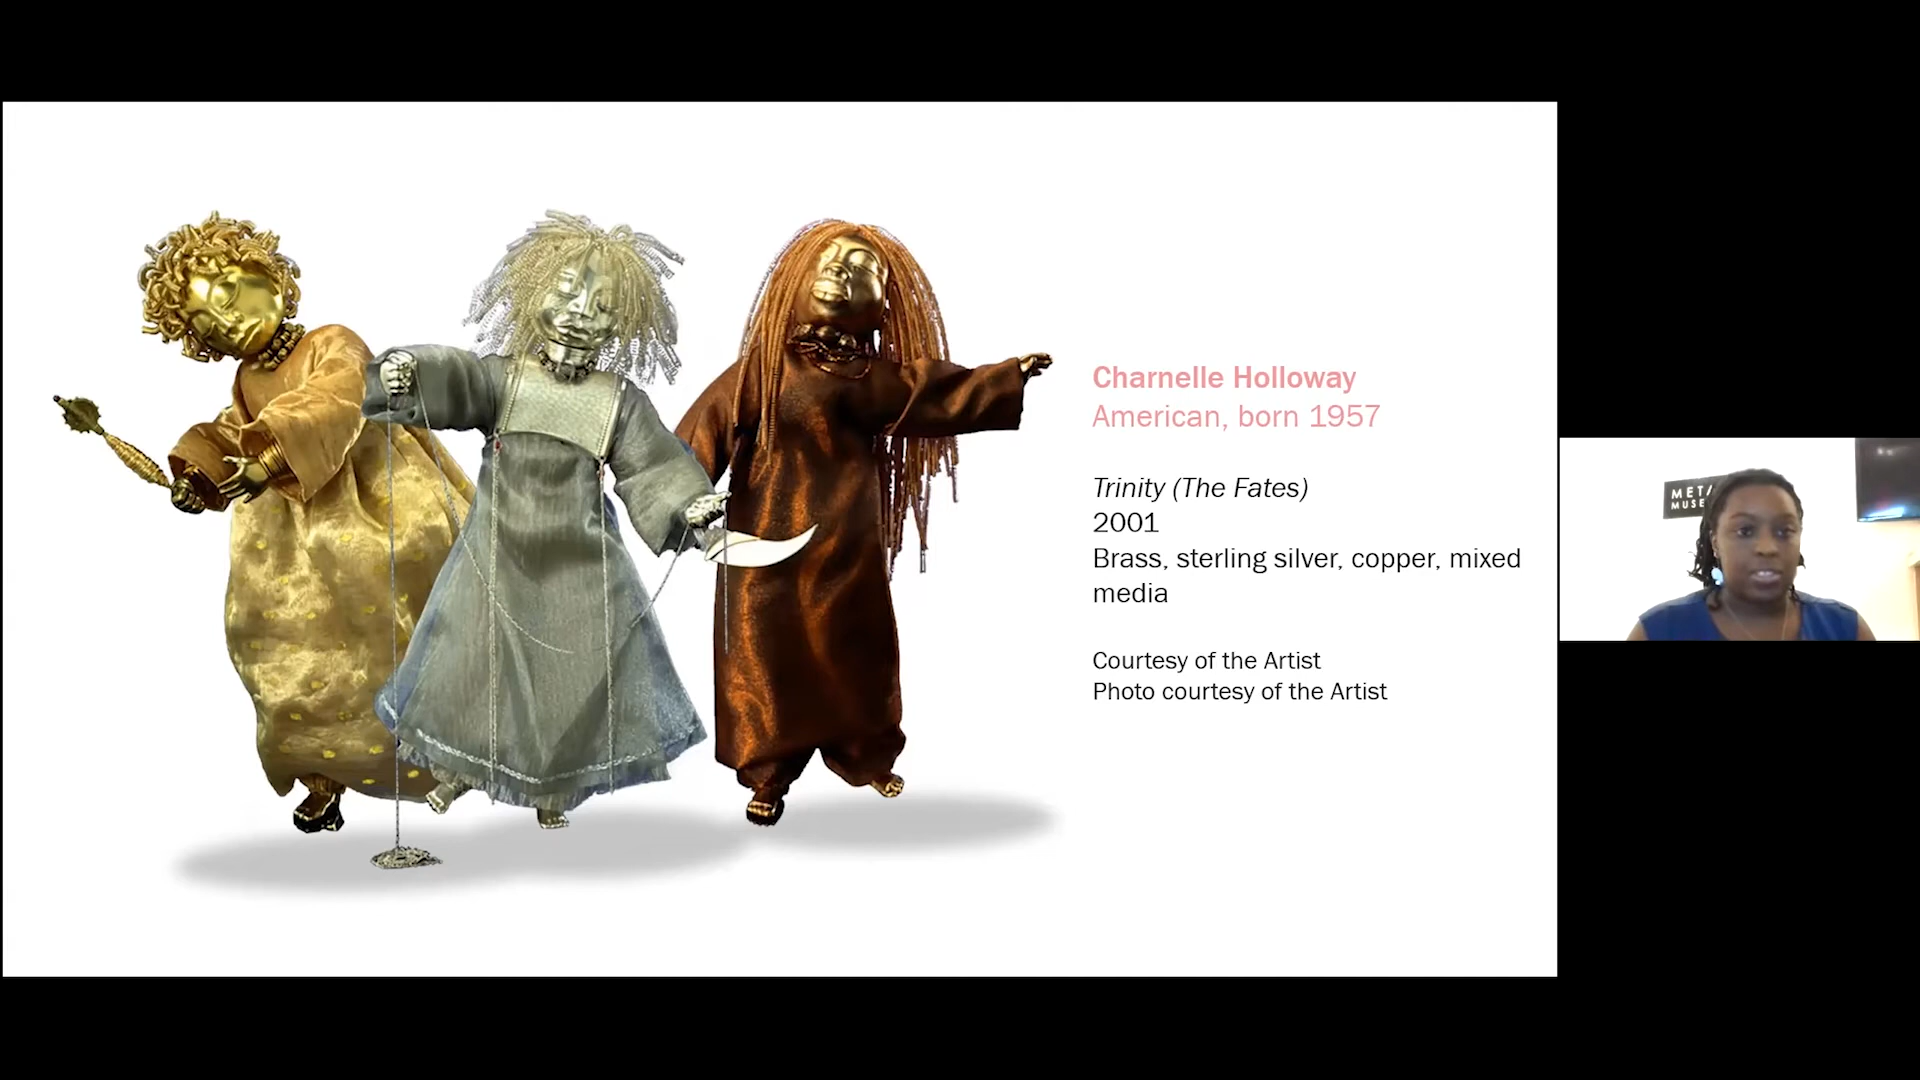 Charnelle Holloway
American, born 1957
Trinity (The Fates)
2001
Brass, sterling silver, copper, mixed
media
Courtesy of the Artist
Photo courtesy of the Artist